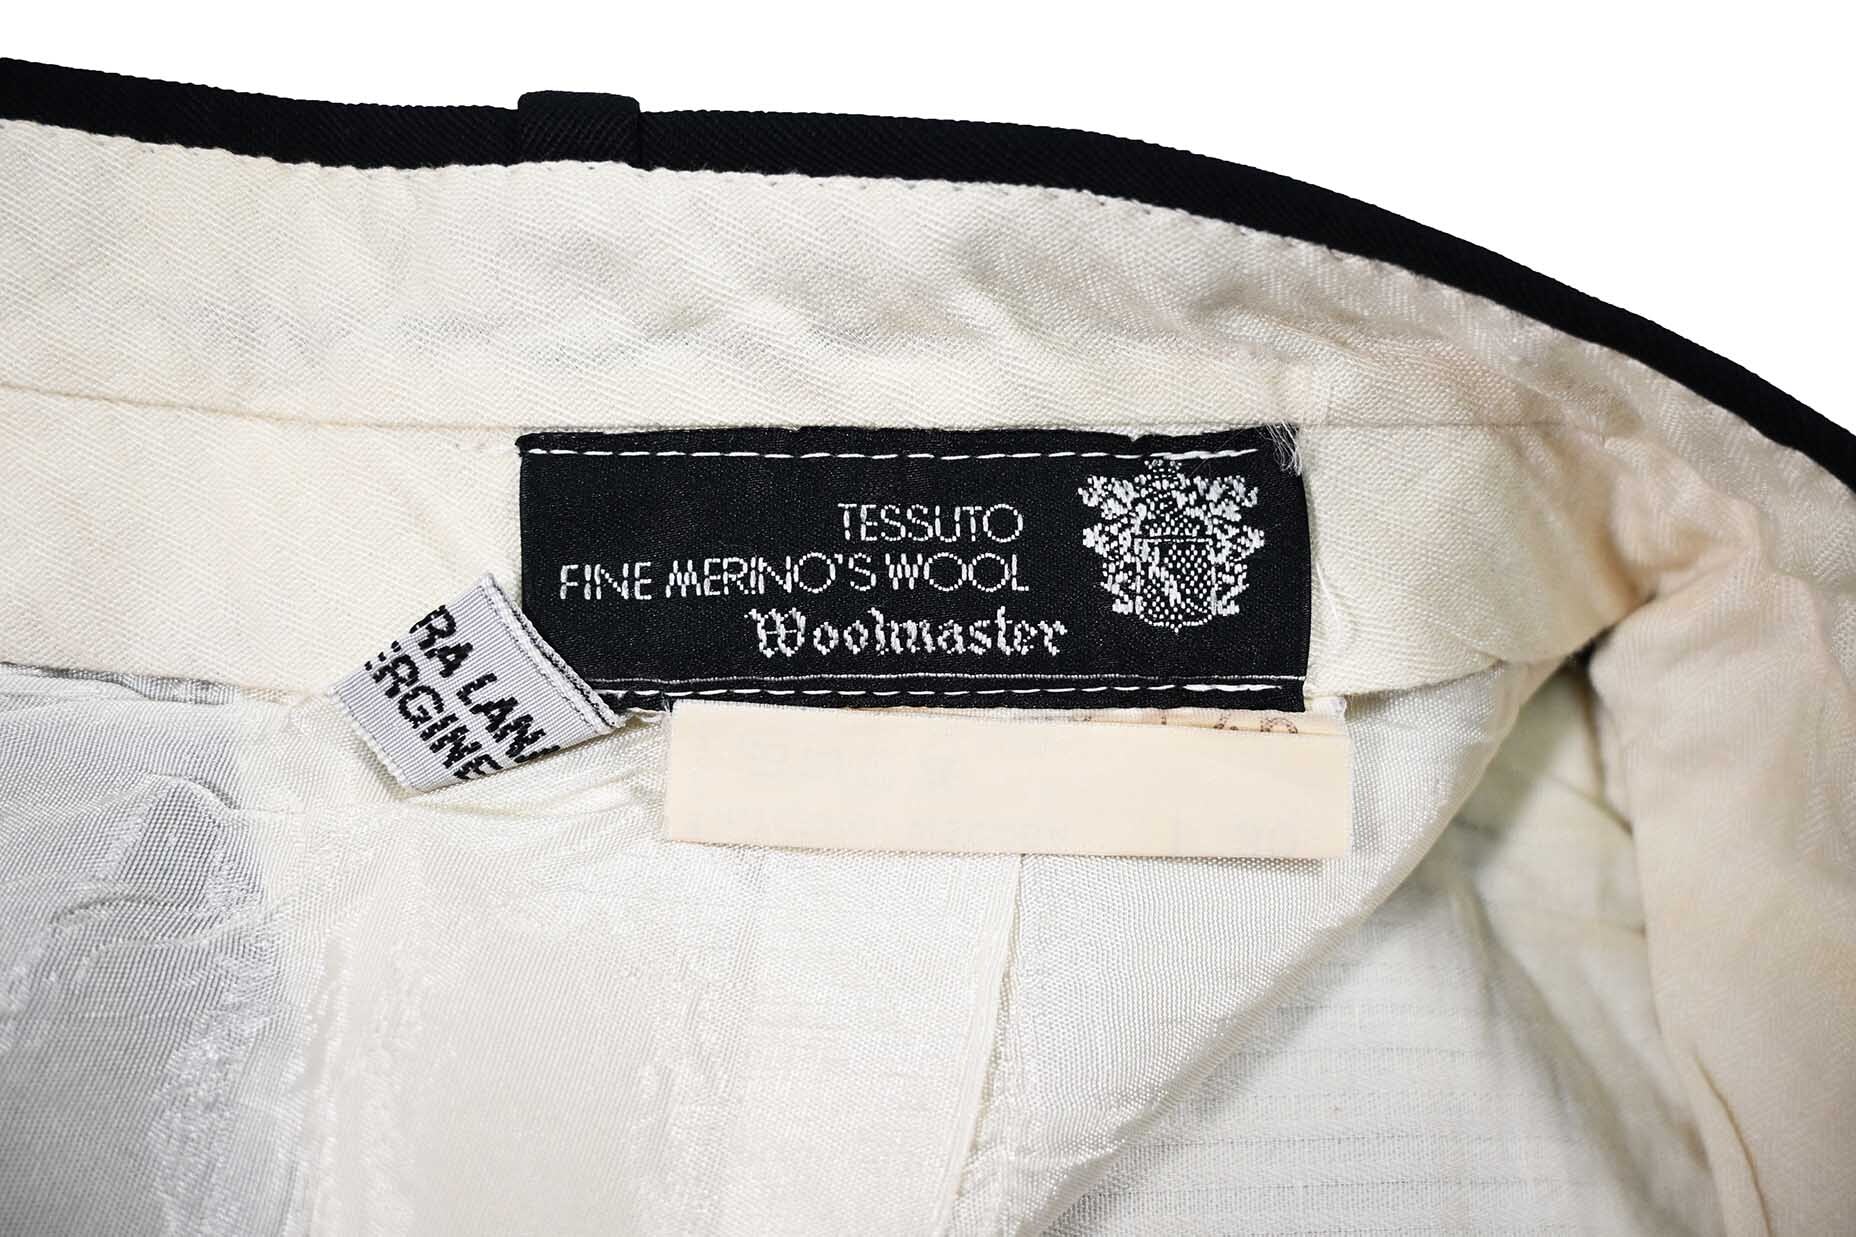 TESSUTO
FINE MERINO'S WOOL
Woolmaster
RA LAN
ERGINE